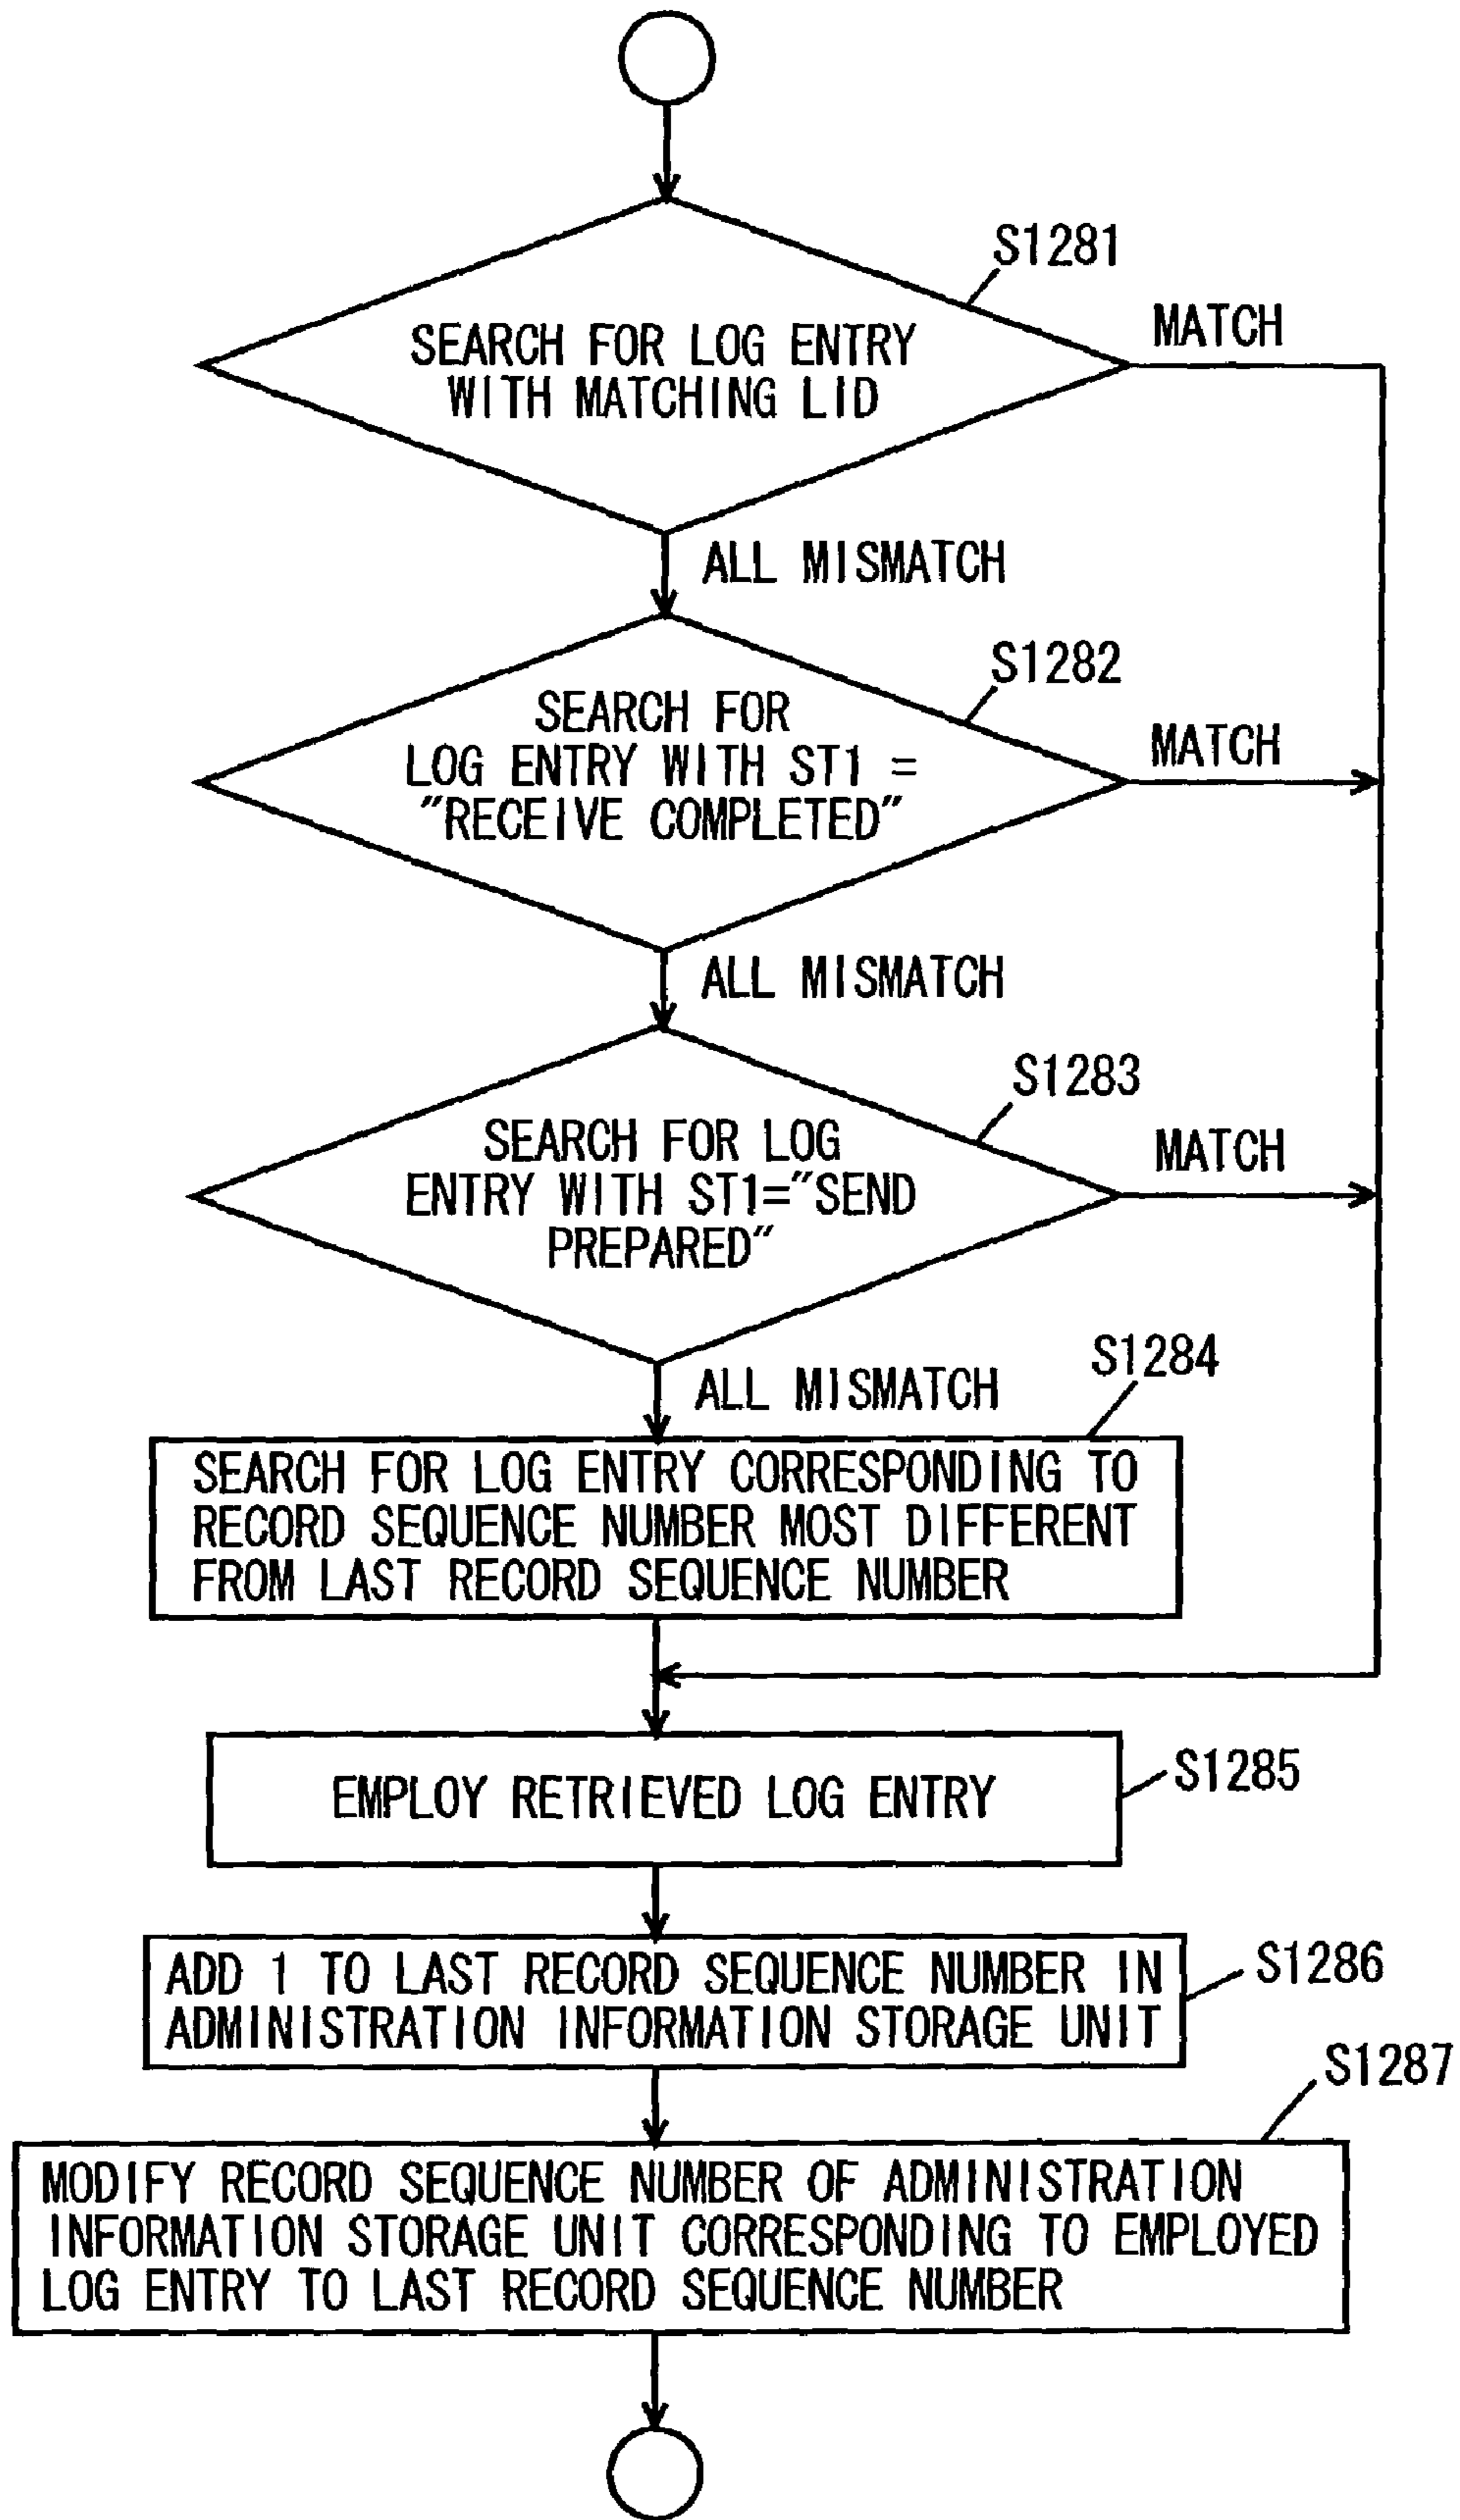 S1281
MATCH
SEARCH FOR LOG ENTRY
WITH MATCHING LID
ALL MISMATCH
S1282
SEARCH FOR
LOG ENTRY WITH ST1 =
"RECEIVE COMPLETED"
MATCH
ALL MISMATCH
S1283
SEARCH FOR LOG
ENTRY WITH ST1="SEND
PREPARED"
MATCH
ALL MISMATCH
S1284
SEARCH FOR LOG ENTRY CORRESPONDING TO
RECORD SEQUENCE NUMBER MOST DIFFERENT
FROM LAST RECORD SEQUENCE NUMBER
EMPLOY RETRIEVED LOG ENTRY
S1285
ADD 1 TO LAST RECORD SEQUENCE NUMBER IN
ADMINISTRATION INFORMATION STORAGE UNIT
S1286
S1287
MODIFY RECORD SEQUENCE NUMBER OF ADMINISTRATION
INFORMATION STORAGE UNIT CORRESPONDING TO EMPLOYED
LOG ENTRY TO LAST RECORD SEQUENCE NUMBER